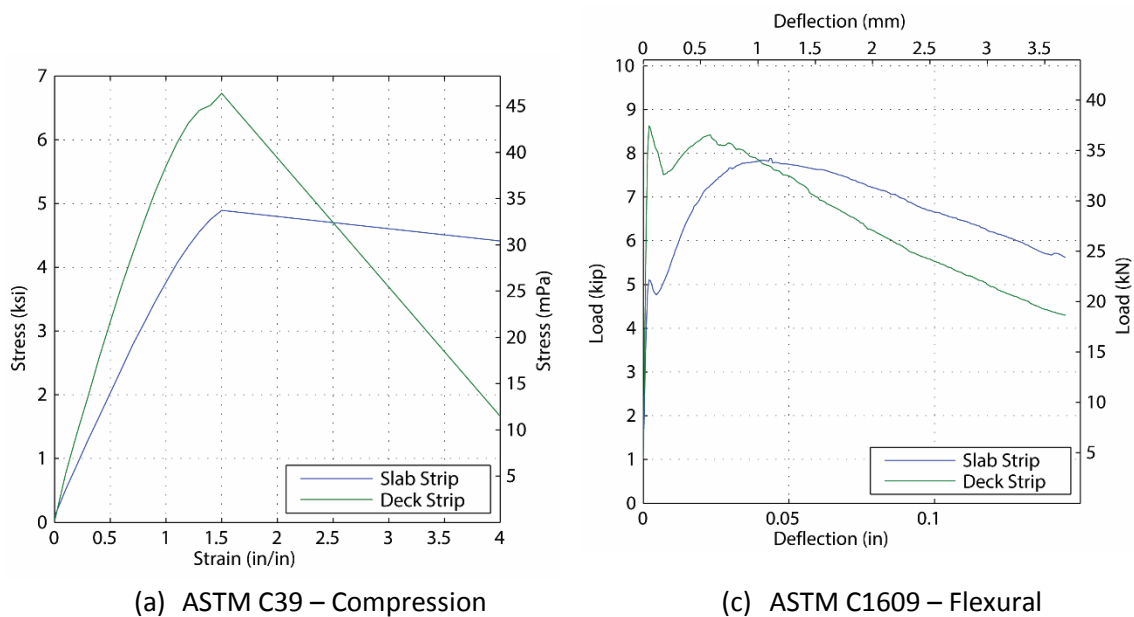 7
6
5
4
3
2
1
0
Stress (ksi)
45
40
35
30
25
20
15
10
5
Stress (mPa)
0 0.5 1 1.5 2 2.5 3 3.5 4
Strain (in/in)
Slab Strip
Deck Strip
(a) ASTM C39 – Compression
Deflection (mm)
0 0.5 1 1.5 2 2.5 3 3.5
10
9
8
7
6
5
4
3
2
1
0
Load (kip)
40
35
30
25
20
15
10
5
Load (kN)
0 0.05 0.1
Deflection (in)
Slab Strip
Deck Strip
(c) ASTM C1609 – Flexural